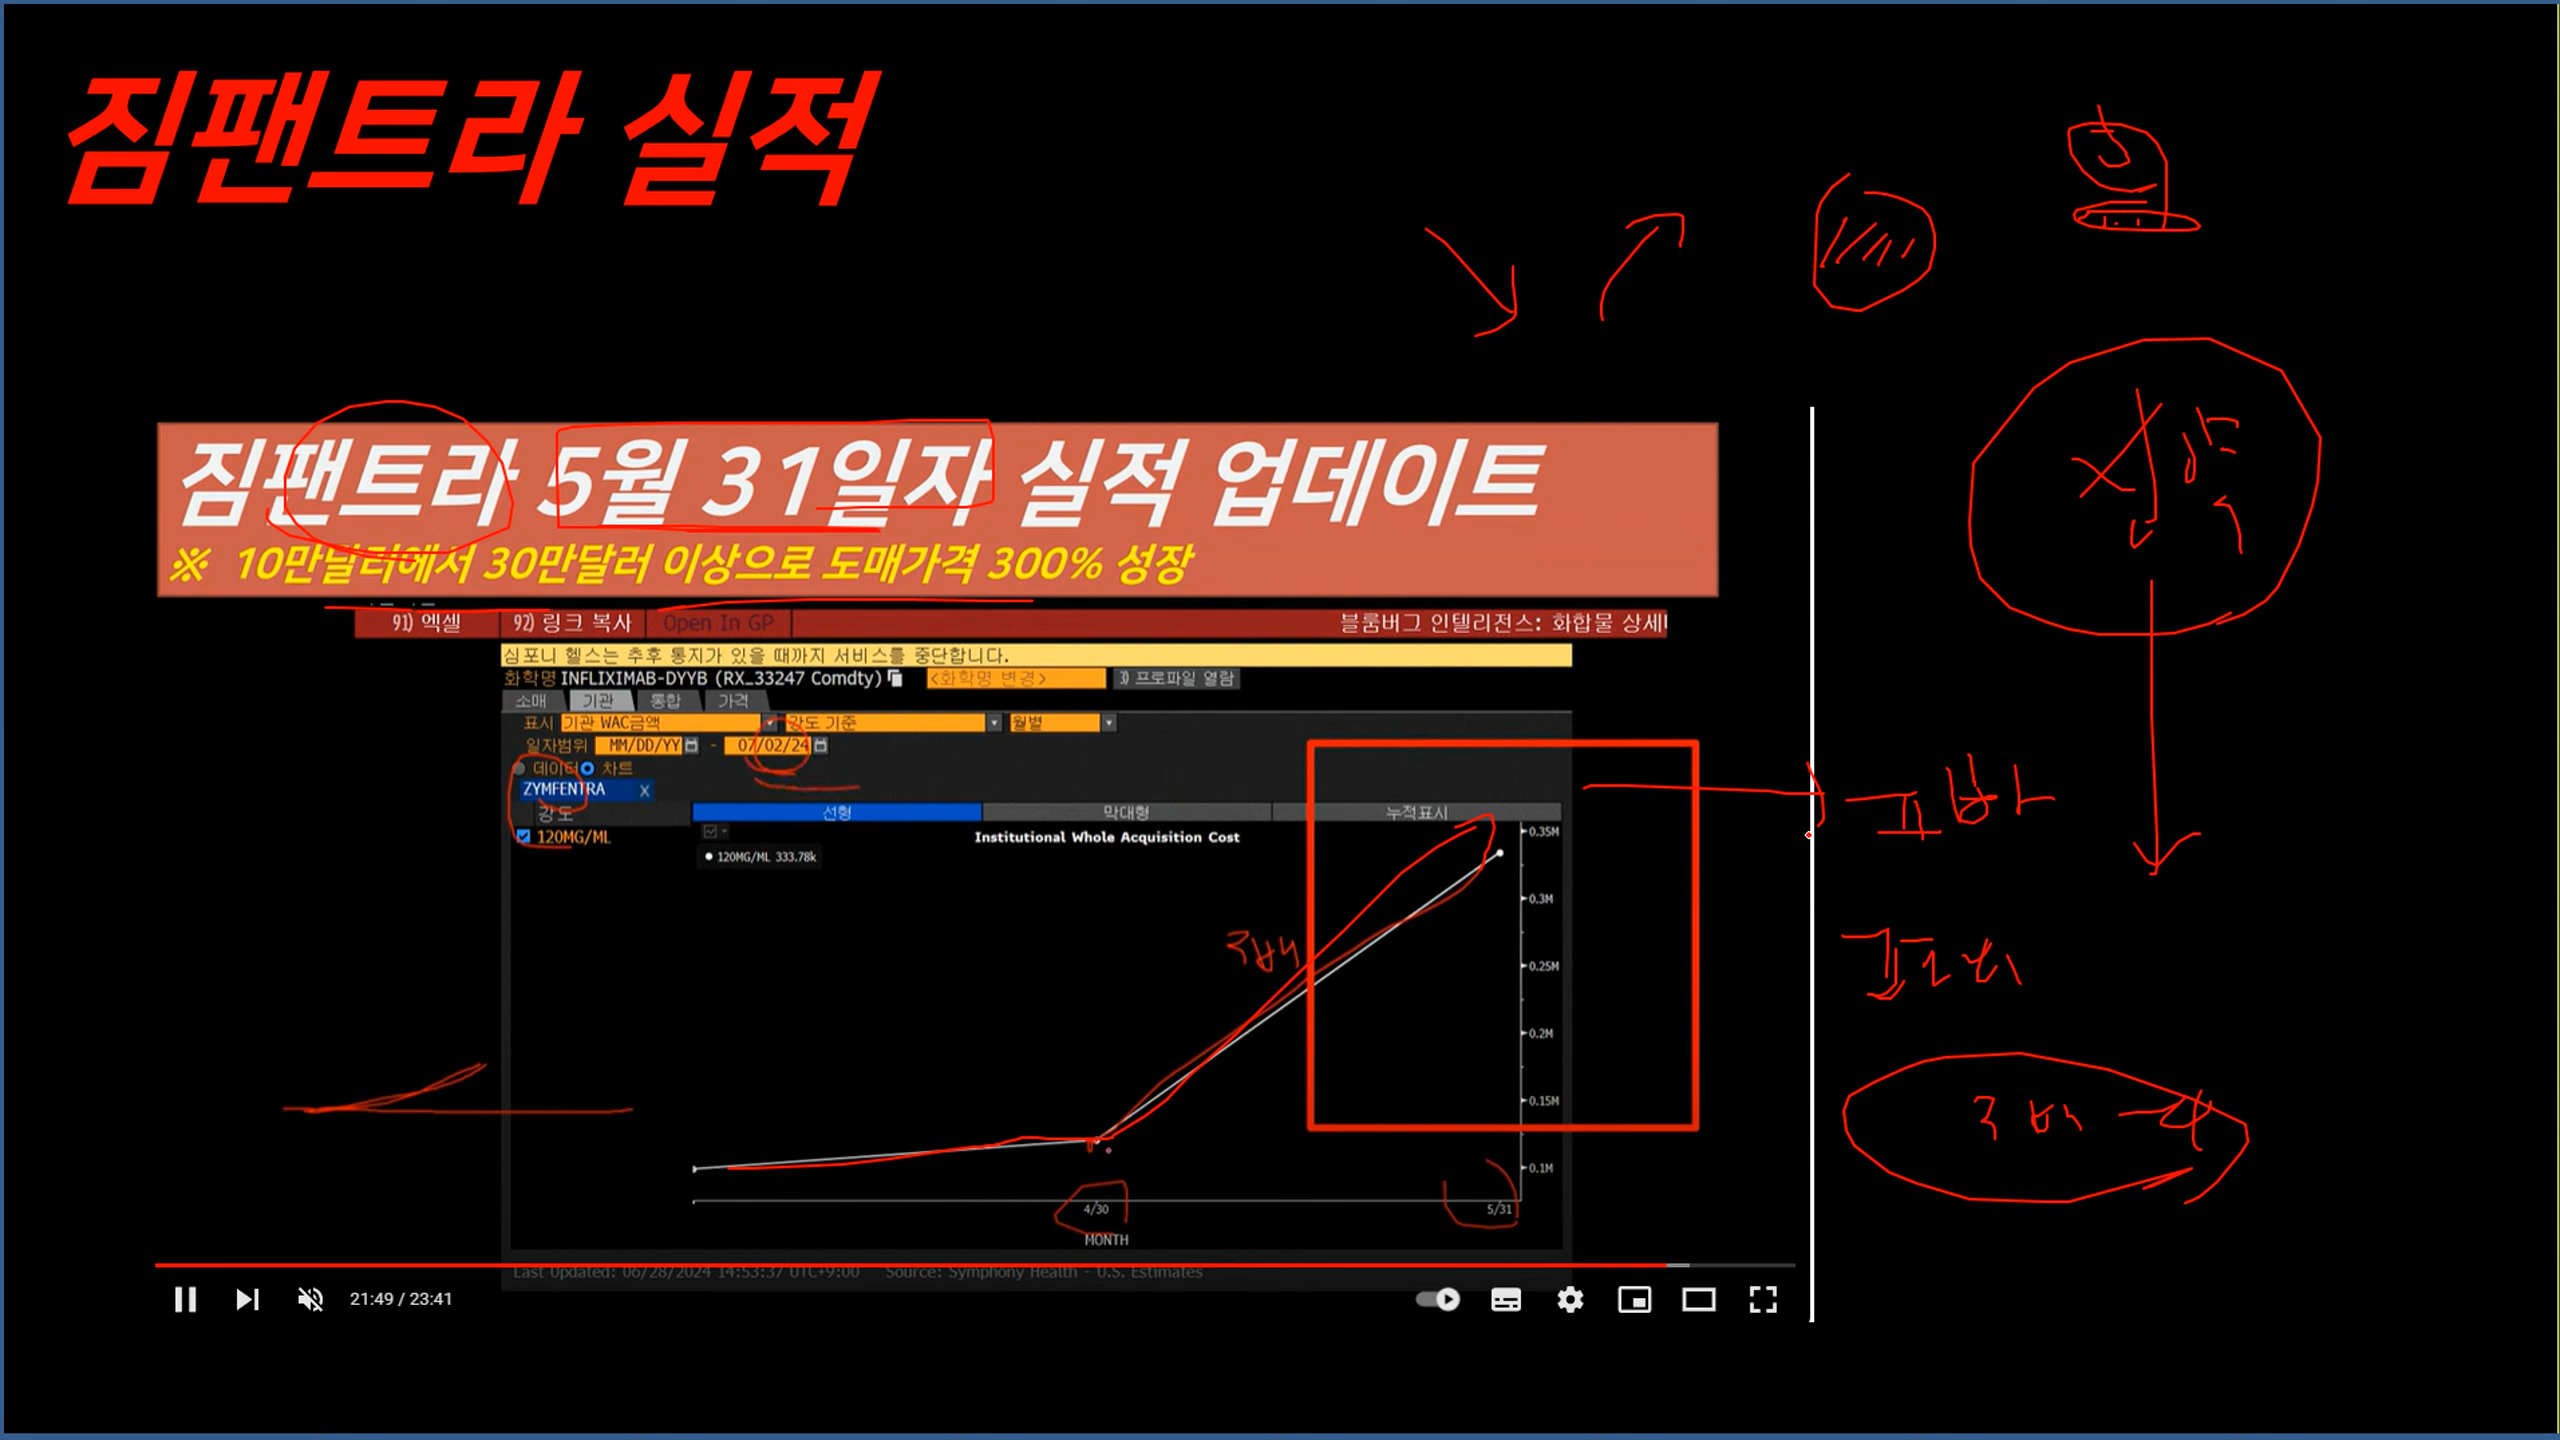 짐팬트라 실적
짐팬트라 5월 31일자 실적 업데이트
※ 10만달러에서 30만달러 이상으로 도매가격 300% 성장
91) 엑셀 92) 링크 복사 Open In GP 블룸버그 인텔리전스: 화합물 상세
심포니 헬스는 추후 통지가 있을 때까지 서비스를 중단합니다.
화학명 INFLIXIMAB-DYYB (RX_33247 Comdty) <화학명 변경> 3) 프로파일 열람
소매 기관 통합 가격
표시 기관 WAC금액 강도 기준 월별
일자범위 MM/DD/YY - 07/02/24
데이터 차트
ZYMFENTRA X
강도 선형 막대형 누적표시
120MG/ML
Institutional Whole Acquisition Cost
120MG/ML 333.78k
0.35M
0.3M
0.25M
3배
0.2M
0.15M
3배
0.1M
4/30 5/31
MONTH
Last Updated: 06/28/2024 14:53:37 UTC+9:00 Source: Symphony Health - U.S. Estimates
21:49 / 23:41